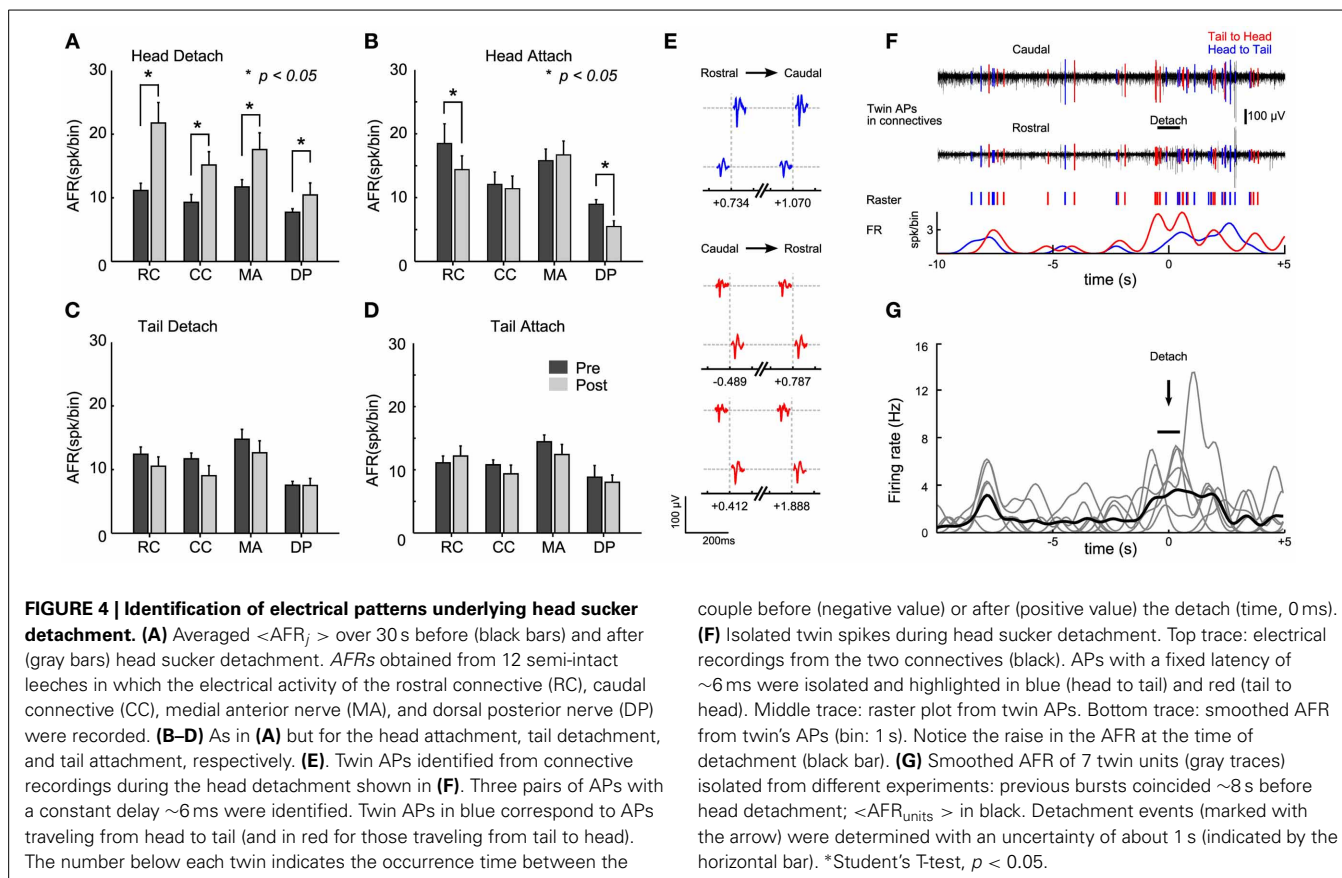 A
Head Detach
* p < 0.05
30
20
10
0
AFR(spk/bin)
*
*
*
*
RC CC MA DP
B
Head Attach
* p < 0.05
30
20
10
0
AFR(spk/bin)
*
*
RC CC MA DP
C
Tail Detach
30
20
10
0
AFR(spk/bin)
RC CC MA DP
D
Tail Attach
Pre
Post
30
20
10
0
AFR(spk/bin)
RC CC MA DP
E
Rostral Caudal
+0.734 +1.070
Caudal Rostral
-0.489 +0.787
+0.412 +1.888
100 µV
200ms
F
Tail to Head
Head to Tail
Caudal
Twin APs
in connectives
100 µV
Detach
Rostral
Raster
FR
spk/bin
3
-10 -5 0 +5
time (s)
G
16
12
8
4
0
Firing rate (Hz)
Detach
-5 0 +5
time (s)
FIGURE 4 | Identification of electrical patterns underlying head sucker
detachment. (A) Averaged <AFRj > over 30 s before (black bars) and after
(gray bars) head sucker detachment. AFRs obtained from 12 semi-intact
leeches in which the electrical activity of the rostral connective (RC), caudal
connective (CC), medial anterior nerve (MA), and dorsal posterior nerve (DP)
were recorded. (B–D) As in (A) but for the head attachment, tail detachment,
and tail attachment, respectively. (E). Twin APs identified from connective
recordings during the head detachment shown in (F). Three pairs of APs with
a constant delay ~6 ms were identified. Twin APs in blue correspond to APs
traveling from head to tail (and in red for those traveling from tail to head).
The number below each twin indicates the occurrence time between the
couple before (negative value) or after (positive value) the detach (time, 0 ms).
(F) Isolated twin spikes during head sucker detachment. Top trace: electrical
recordings from the two connectives (black). APs with a fixed latency of
~6 ms were isolated and highlighted in blue (head to tail) and red (tail to
head). Middle trace: raster plot from twin APs. Bottom trace: smoothed AFR
from twin's APs (bin: 1 s). Notice the raise in the AFR at the time of
detachment (black bar). (G) Smoothed AFR of 7 twin units (gray traces)
isolated from different experiments: previous bursts coincided ~8 s before
head detachment; <AFRunits > in black. Detachment events (marked with
the arrow) were determined with an uncertainty of about 1 s (indicated by the
horizontal bar). *Student's T-test, p < 0.05.